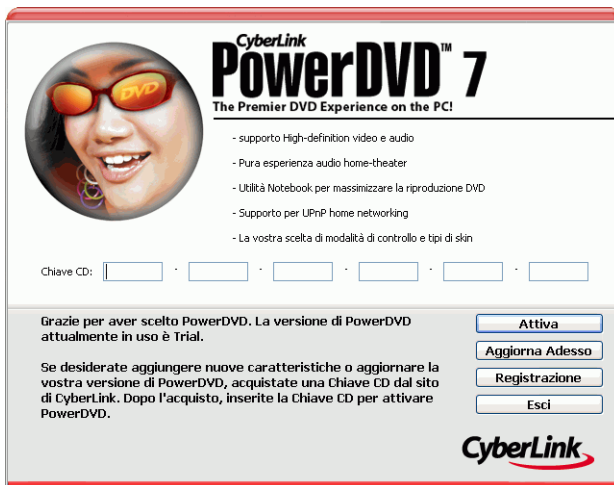 CyberLink
PowerDVD™ 7
The Premier DVD Experience on the PC!
DVD
- supporto High-definition video e audio
- Pura esperienza audio home-theater
- Utilità Notebook per massimizzare la riproduzione DVD
- Supporto per UPnP home networking
- La vostra scelta di modalità di controllo e tipi di skin
Chiave CD: - - - - -
Grazie per aver scelto PowerDVD. La versione di PowerDVD
attualmente in uso è Trial.
Se desiderate aggiungere nuove caratteristiche o aggiornare la
vostra versione di PowerDVD, acquistate una Chiave CD dal sito
di CyberLink. Dopo l'acquisto, inserite la Chiave CD per attivare
PowerDVD.
Attiva
Aggiorna Adesso
Registrazione
Esci
CyberLink